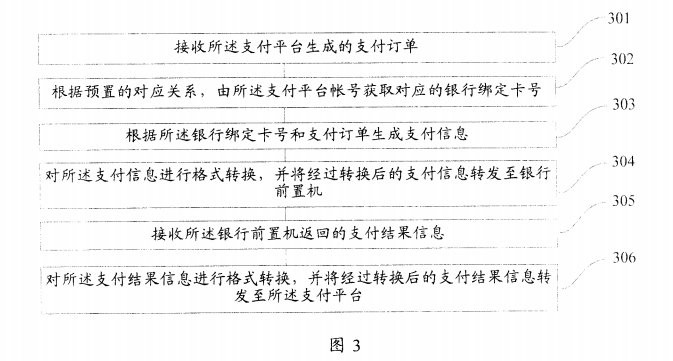 接收所述支付平台生成的支付订单
301
根据预置的对应关系，由所述支付平台帐号获取对应的银行绑定卡号
302
根据所述银行绑定卡号和支付订单生成支付信息
303
对所述支付信息进行格式转换，并将经过转换后的支付信息转发至银行
前置机
304
接收所述银行前置机返回的支付结果信息
305
对所述支付结果信息进行格式转换，并将经过转换后的支付结果信息转
发至所述支付平台
306
图 3